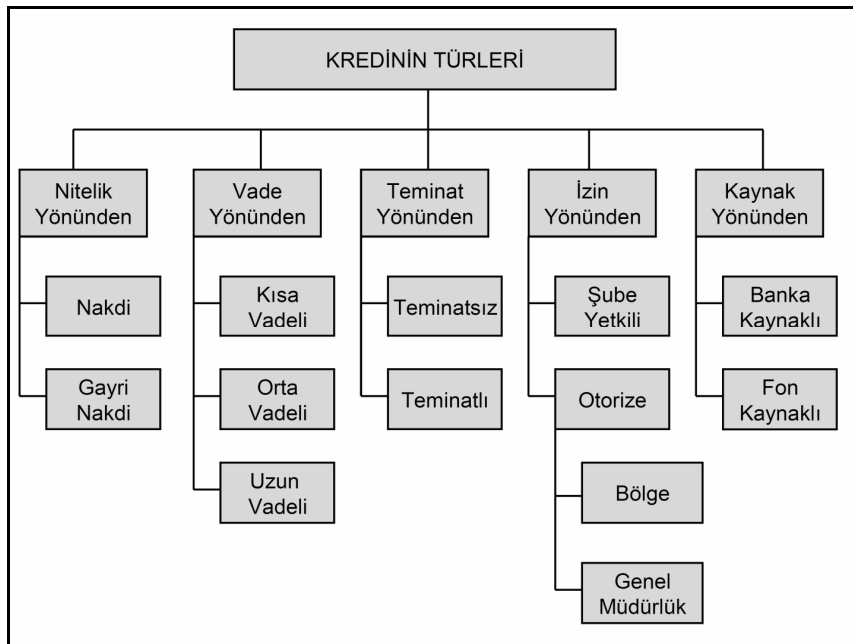 KREDİNİN TÜRLERİ
Nitelik
Yönünden
Vade
Yönünden
Teminat
Yönünden
İzin
Yönünden
Kaynak
Yönünden
Nakdi
Kısa
Vadeli
Teminatsız
Şube
Yetkili
Banka
Kaynaklı
Gayri
Nakdi
Orta
Vadeli
Teminatlı
Otorize
Fon
Kaynaklı
Uzun
Vadeli
Bölge
Genel
Müdürlük